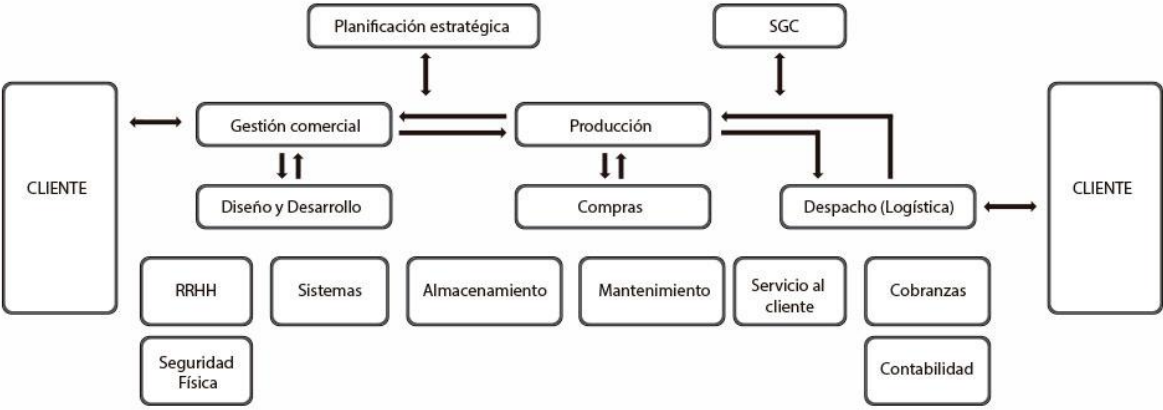 Planificación estratégica
SGC
CLIENTE
Gestión comercial
Producción
CLIENTE
Diseño y Desarrollo
Compras
Despacho (Logística)
RRHH
Sistemas
Almacenamiento
Mantenimiento
Servicio al
cliente
Cobranzas
Seguridad
Física
Contabilidad